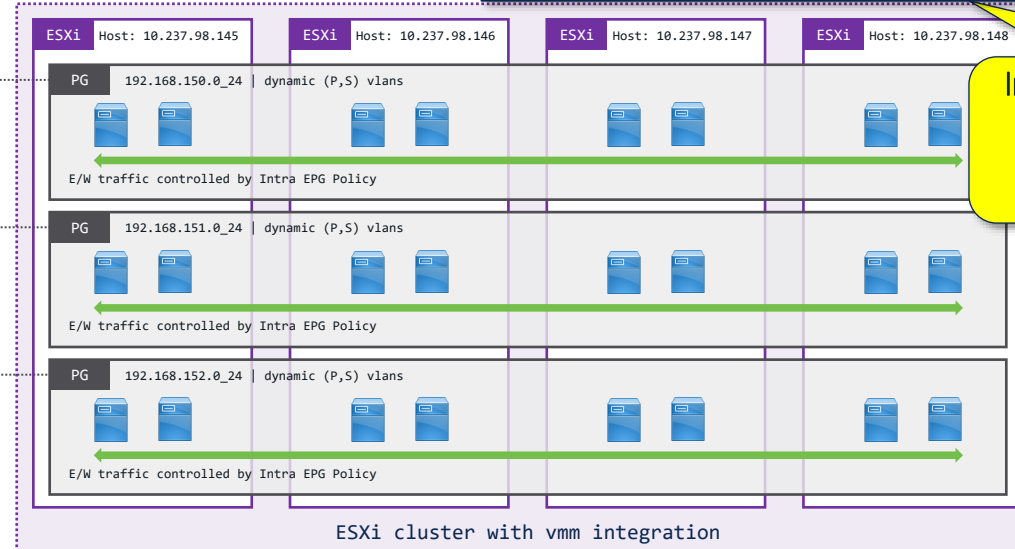 ESXi Host: 10.237.98.145
ESXi Host: 10.237.98.146
ESXi Host: 10.237.98.147
ESXi Host: 10.237.98.148
PG 192.168.150.0_24 | dynamic (P,S) vlans
E/W traffic controlled by Intra EPG Policy
PG 192.168.151.0_24 | dynamic (P,S) vlans
E/W traffic controlled by Intra EPG Policy
PG 192.168.152.0_24 | dynamic (P,S) vlans
E/W traffic controlled by Intra EPG Policy
ESXi cluster with vmm integration